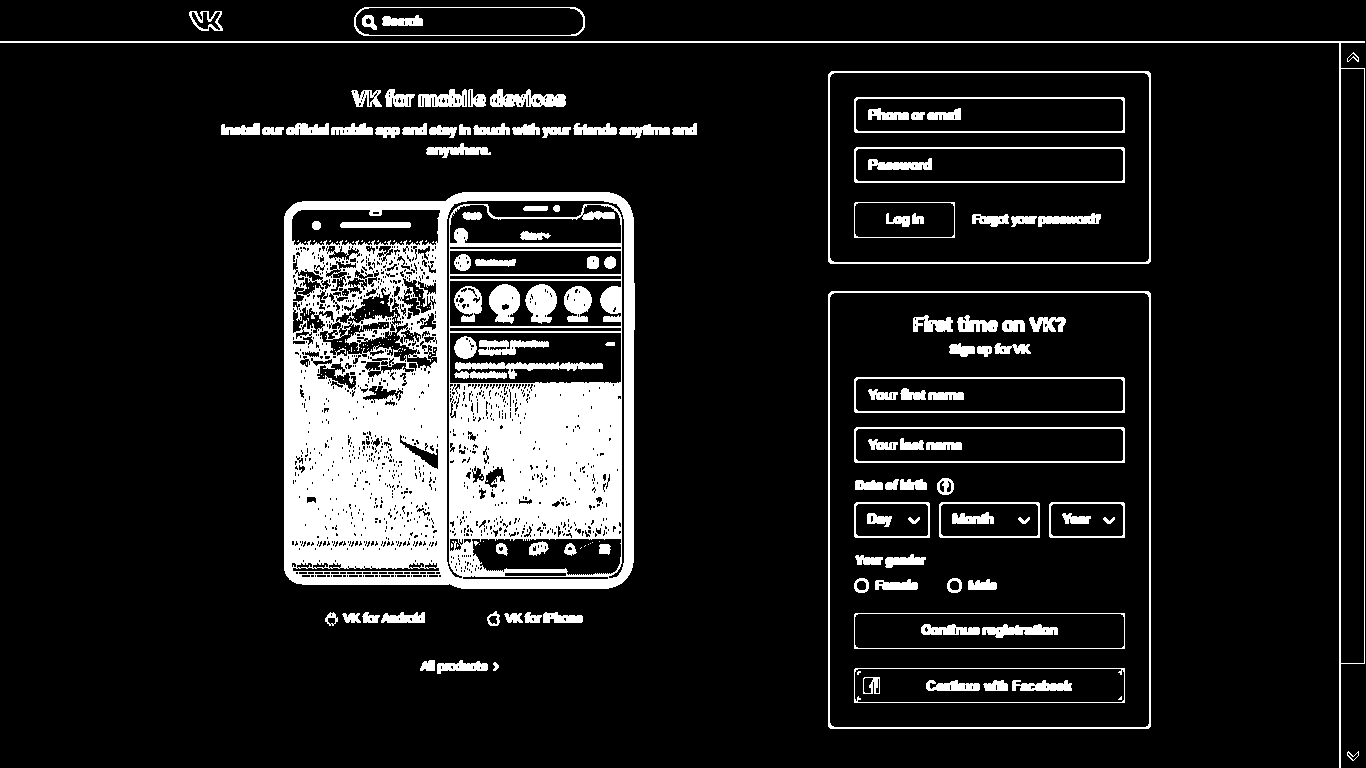 VK
Search
VK for mobile devices
Install our official mobile app and stay in touch with your friends anytime and
anywhere.
VK for Android
VK for iPhone
All products
Phone or email
Password
Log in
Forgot your password?
First time on VK?
Sign up for VK
Your first name
Your last name
Date of birth ?
Day
Month
Year
Your gender
Female
Male
Continue registration
Continue with Facebook